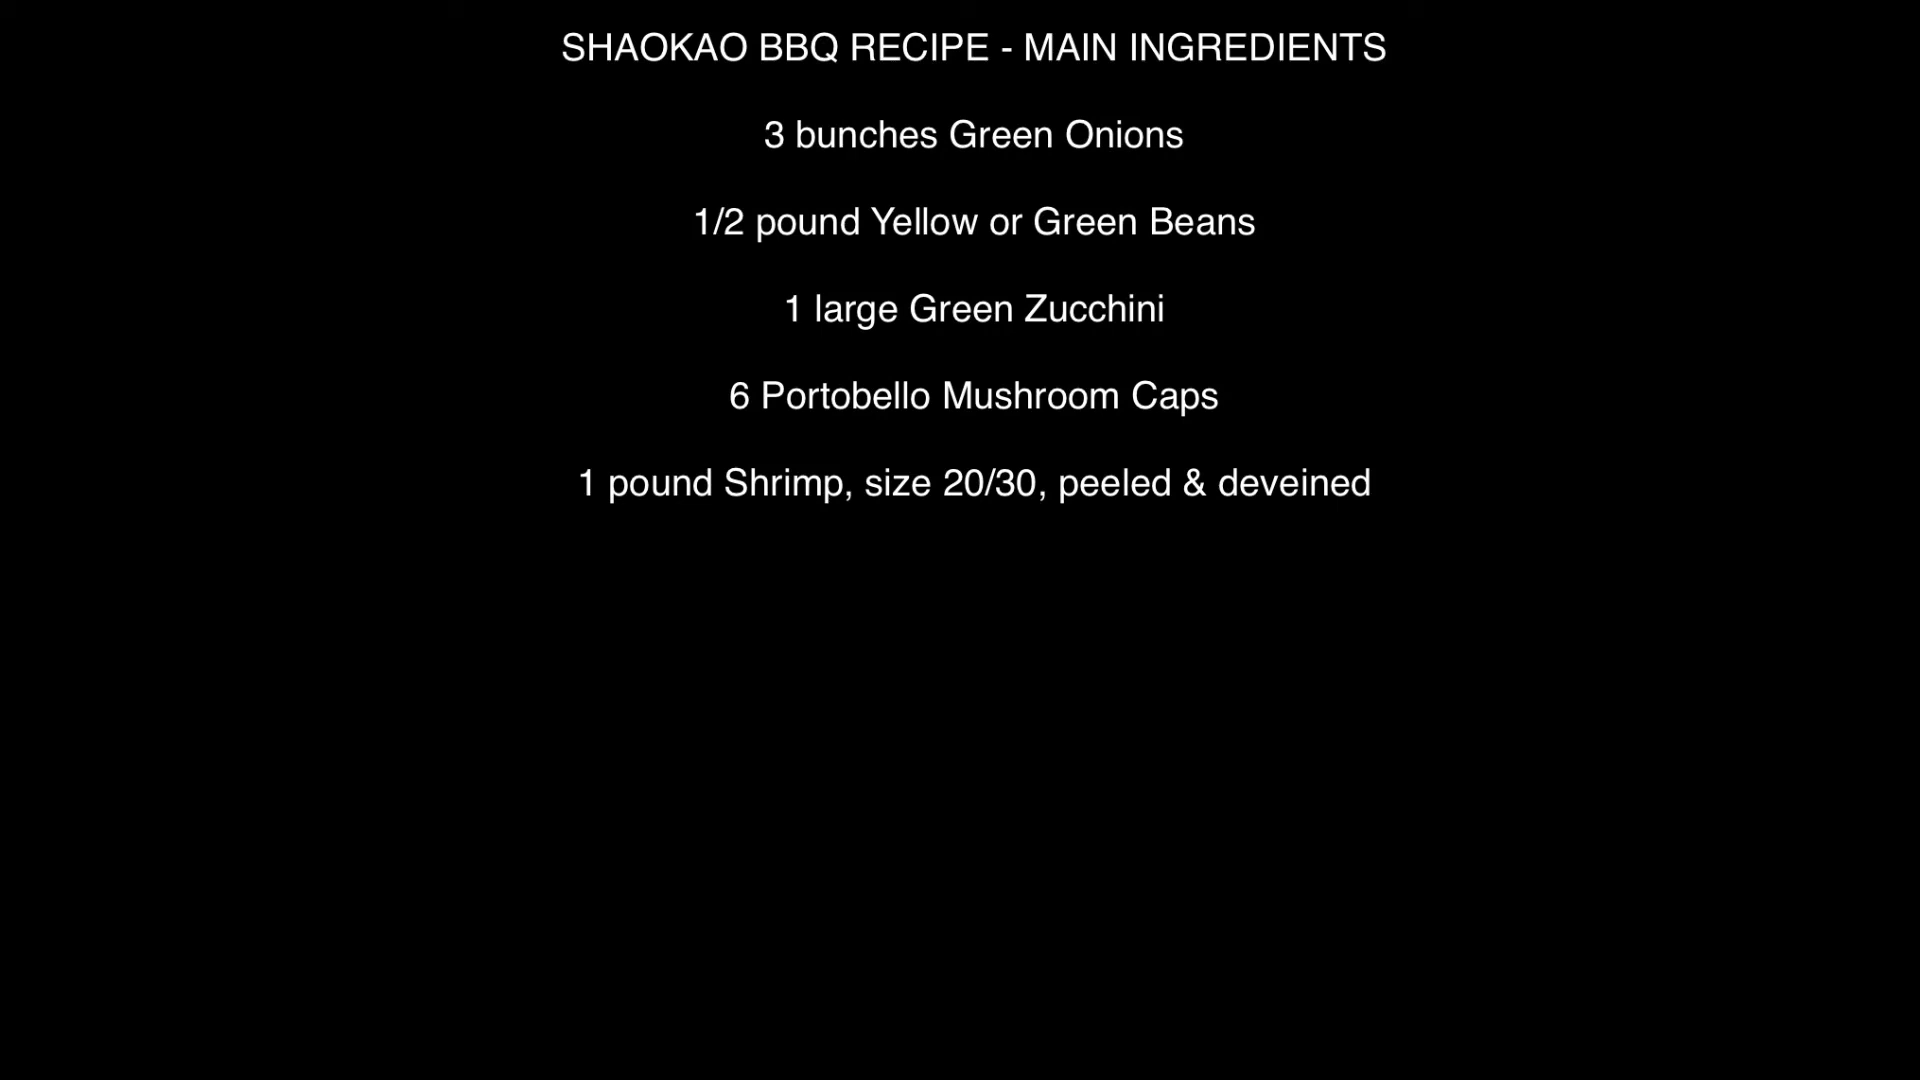 SHAOKAO BBQ RECIPE - MAIN INGREDIENTS
3 bunches Green Onions
1/2 pound Yellow or Green Beans
1 large Green Zucchini
6 Portobello Mushroom Caps
1 pound Shrimp, size 20/30, peeled & deveined